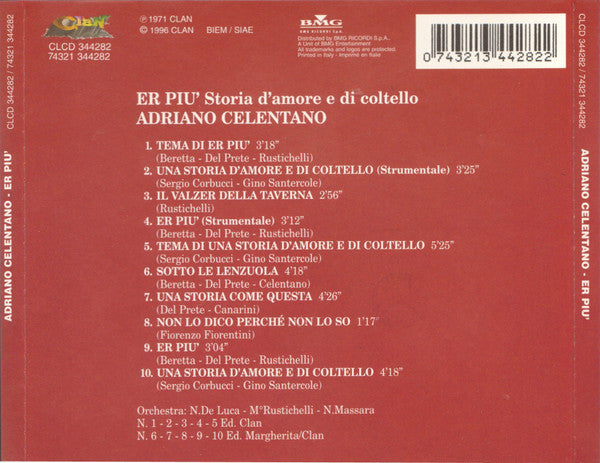 CLAN
CLCD 344282
74321 344282
℗ 1971 CLAN
© 1996 CLAN BIEM / SIAE
BMG
BMG RICORDI S.p.A.
Distributed by BMG RICORDI S.p.A.
A Unit of BMG Entertainment
All trademarks and logos are protected.
Printed in Italy - Imprimé en Italie
0 743213 442822
CLCD 344282 / 74321 344282
ADRIANO CELENTANO - ER PIU'
ER PIU' Storia d'amore e di coltello
ADRIANO CELENTANO
1. TEMA DI ER PIU' 3'18"
(Beretta - Del Prete - Rustichelli)
2. UNA STORIA D'AMORE E DI COLTELLO (Strumentale) 3'25"
(Sergio Corbucci - Gino Santercole)
3. IL VALZER DELLA TAVERNA 2'56"
(Rustichelli)
4. ER PIU' (Strumentale) 3'12"
(Beretta - Del Prete - Rustichelli)
5. TEMA DI UNA STORIA D'AMORE E DI COLTELLO 5'25"
(Sergio Corbucci - Gino Santercole)
6. SOTTO LE LENZUOLA 4'18"
(Beretta - Del Prete - Celentano)
7. UNA STORIA COME QUESTA 4'26"
(Del Prete - Canarini)
8. NON LO DICO PERCHÉ NON LO SO 1'17"
(Fiorenzo Fiorentini)
9. ER PIU' 3'04"
(Beretta - Del Prete - Rustichelli)
10. UNA STORIA D'AMORE E DI COLTELLO 4'18"
(Sergio Corbucci - Gino Santercole)
Orchestra: N.De Luca - M°Rustichelli - N.Massara
N. 1 - 2 - 3 - 4 - 5 Ed. Clan
N. 6 - 7 - 8 - 9 - 10 Ed. Margherita/Clan
CLCD 344282 / 74321 344282
ADRIANO CELENTANO - ER PIU'